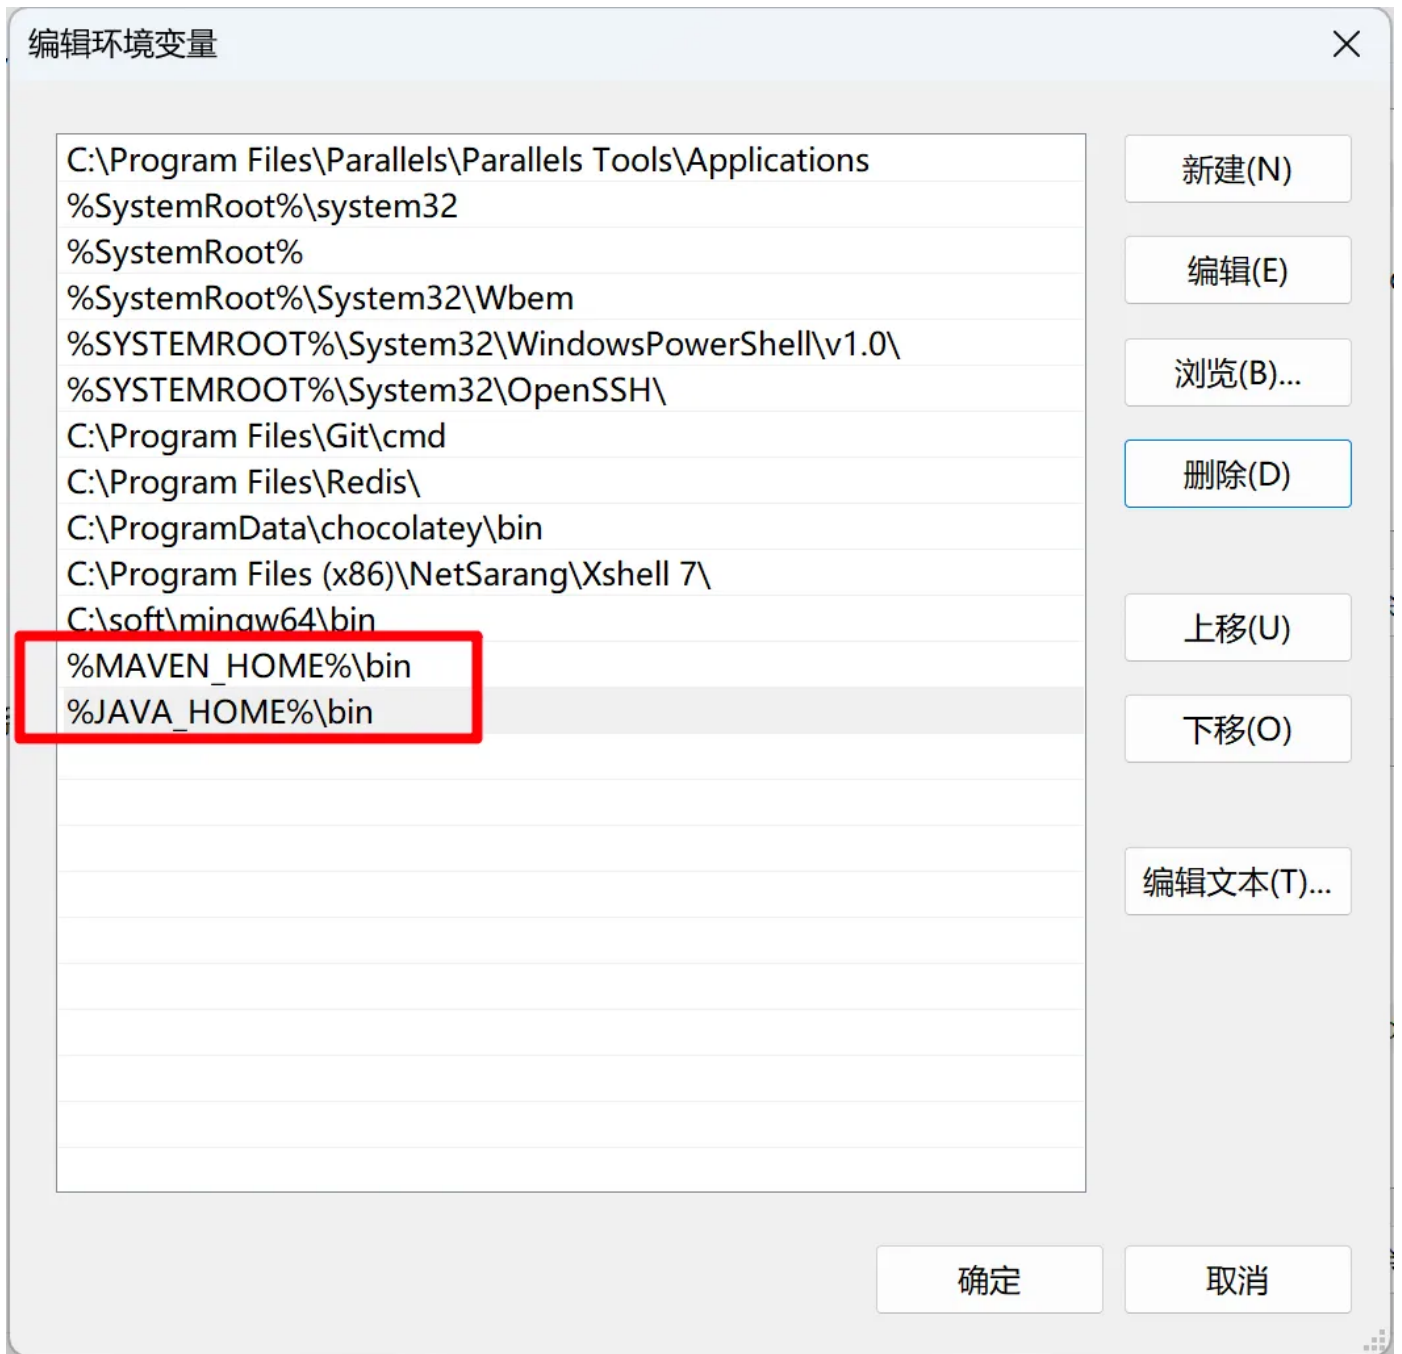 编辑环境变量
C:\Program Files\Parallels\Parallels Tools\Applications
%SystemRoot%\system32
%SystemRoot%
%SystemRoot%\System32\Wbem
%SYSTEMROOT%\System32\WindowsPowerShell\v1.0\
%SYSTEMROOT%\System32\OpenSSH\
C:\Program Files\Git\cmd
C:\Program Files\Redis\
C:\ProgramData\chocolatey\bin
C:\Program Files (x86)\NetSarang\Xshell 7\
C:\soft\mingw64\bin
%MAVEN_HOME%\bin
%JAVA_HOME%\bin
新建(N)
编辑(E)
浏览(B)...
删除(D)
上移(U)
下移(O)
编辑文本(T)...
确定
取消